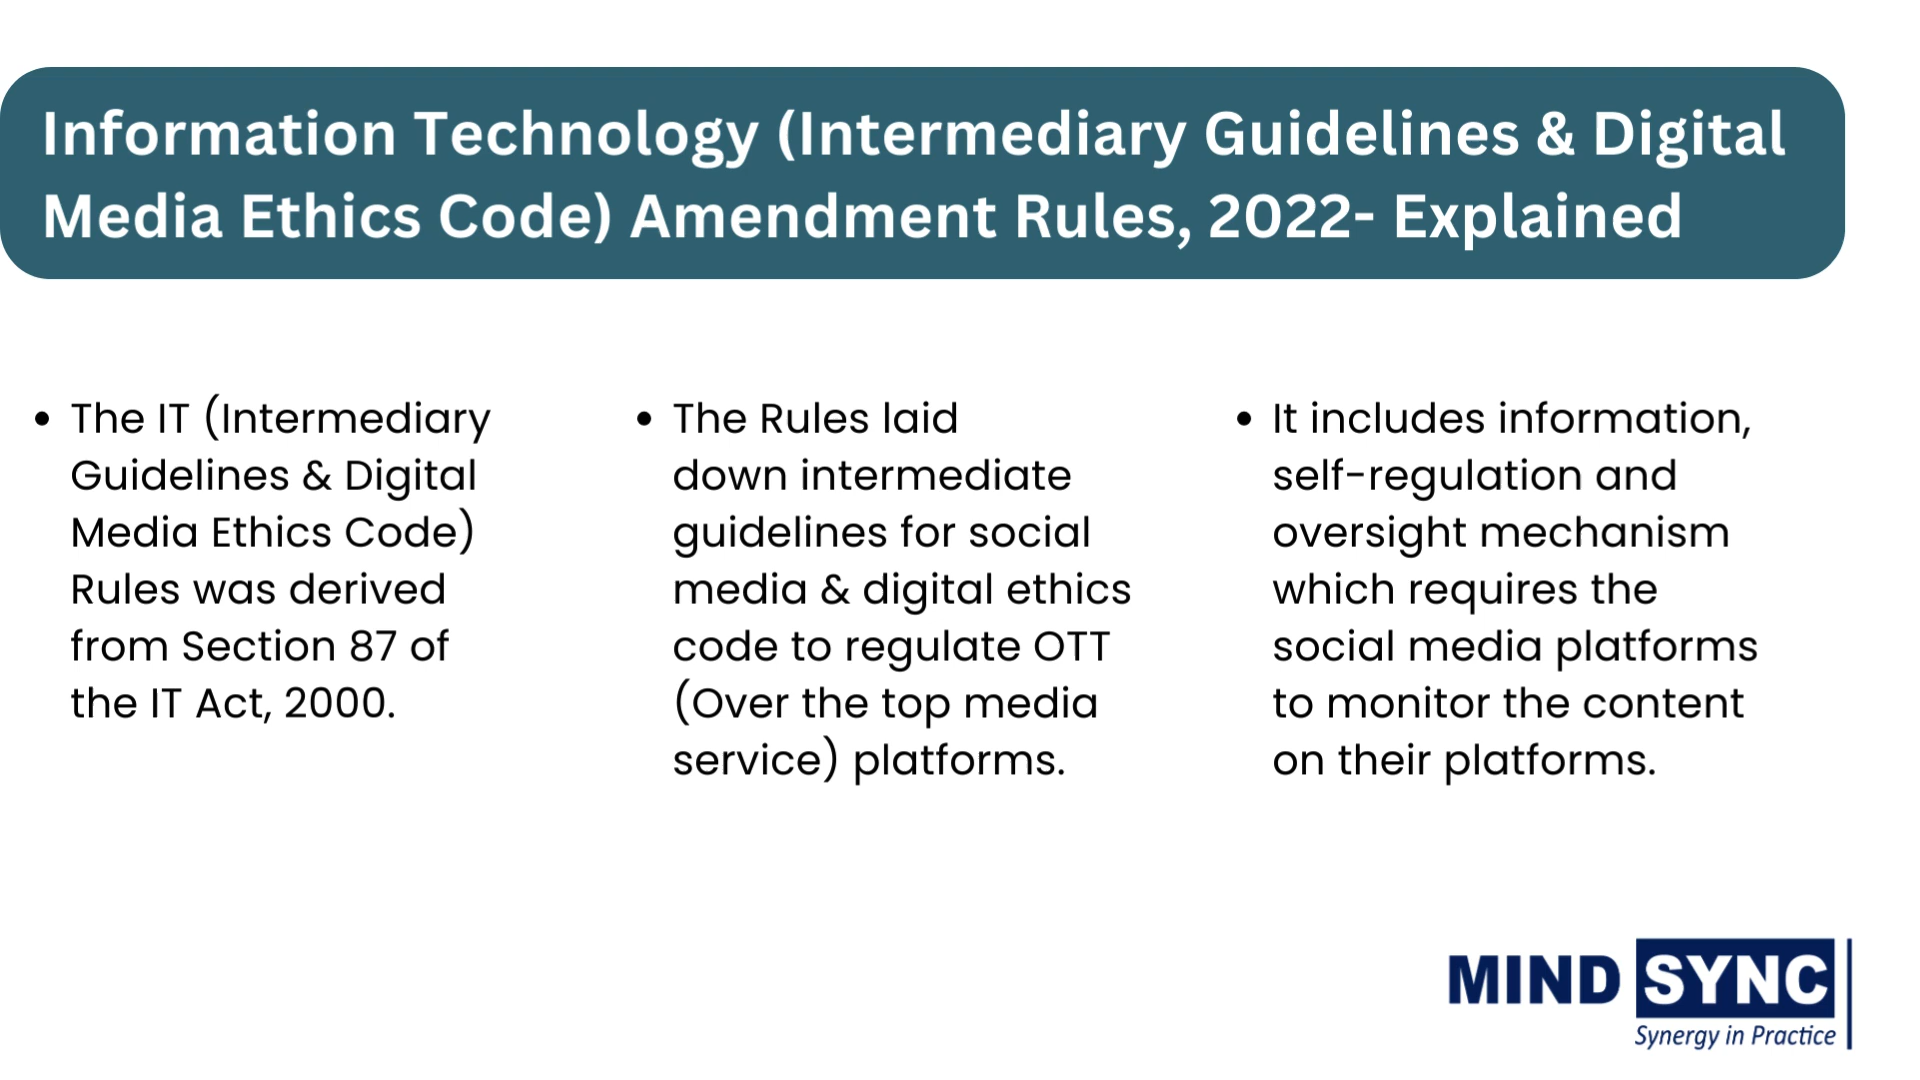 Information Technology (Intermediary Guidelines & Digital
Media Ethics Code) Amendment Rules, 2022- Explained
• The IT (Intermediary
Guidelines & Digital
Media Ethics Code)
Rules was derived
from Section 87 of
the IT Act, 2000.
• The Rules laid
down intermediate
guidelines for social
media & digital ethics
code to regulate OTT
(Over the top media
service) platforms.
• It includes information,
self-regulation and
oversight mechanism
which requires the
social media platforms
to monitor the content
on their platforms.
MIND SYNC
Synergy in Practice